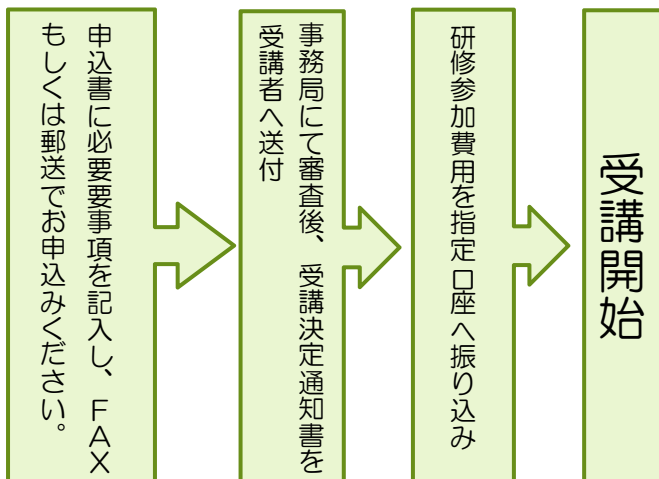 申込書に必要要事項を記入し、ＦＡＸ
もしくは郵送でお申込みください。
事務局にて審査後、受講決定通知書を
受講者へ送付
研修参加費用を指定口座へ振り込み
受講開始